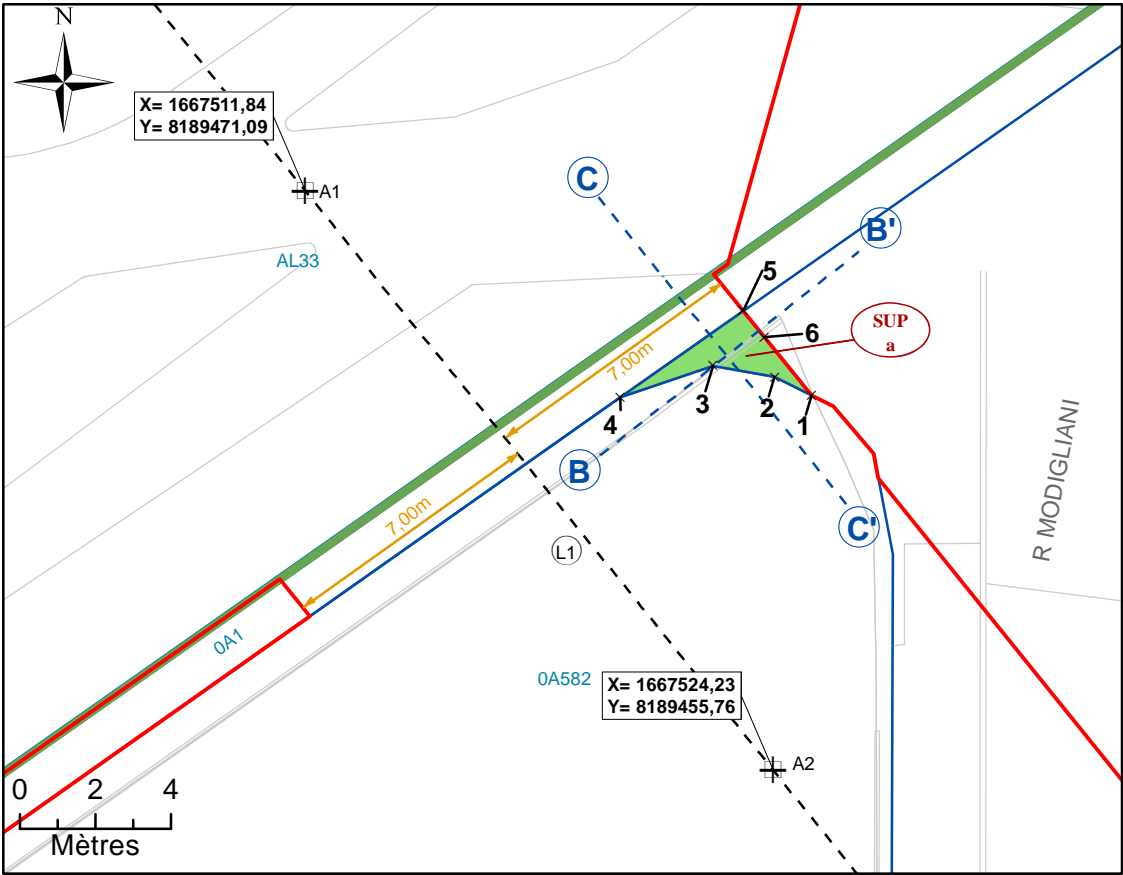 N
X= 1667511,84
Y= 8189471,09
A1
C
B'
AL33
5
SUP
a
6
7,00m
3
2
1
4
B
7,00m
C'
L1
R MODIGLIANI
0A1
0A582
X= 1667524,23
Y= 8189455,76
A2
0 2 4
Mètres